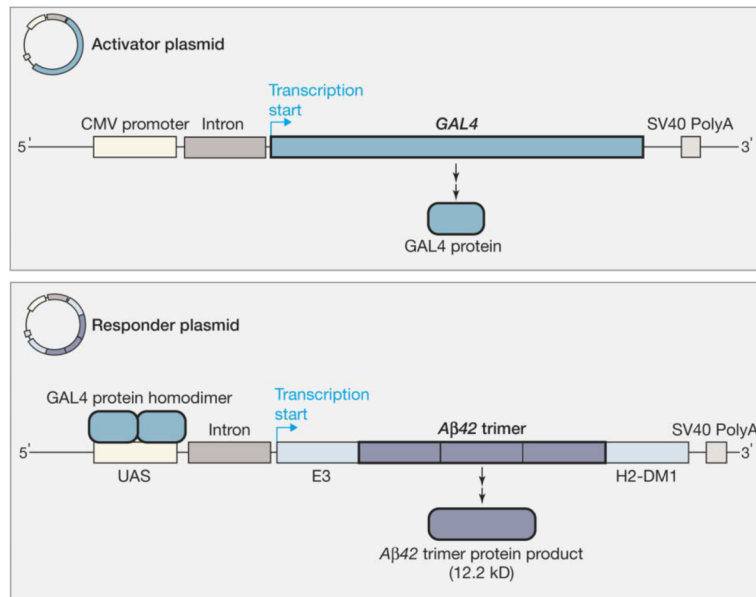 Activator plasmid
Transcription
start
CMV promoter
Intron
GAL4
SV40 PolyA
5'
3'
GAL4 protein
Responder plasmid
GAL4 protein homodimer
Transcription
start
Intron
Aβ42 trimer
SV40 PolyA
5'
3'
UAS
E3
H2-DM1
Aβ42 trimer protein product
(12.2 kD)